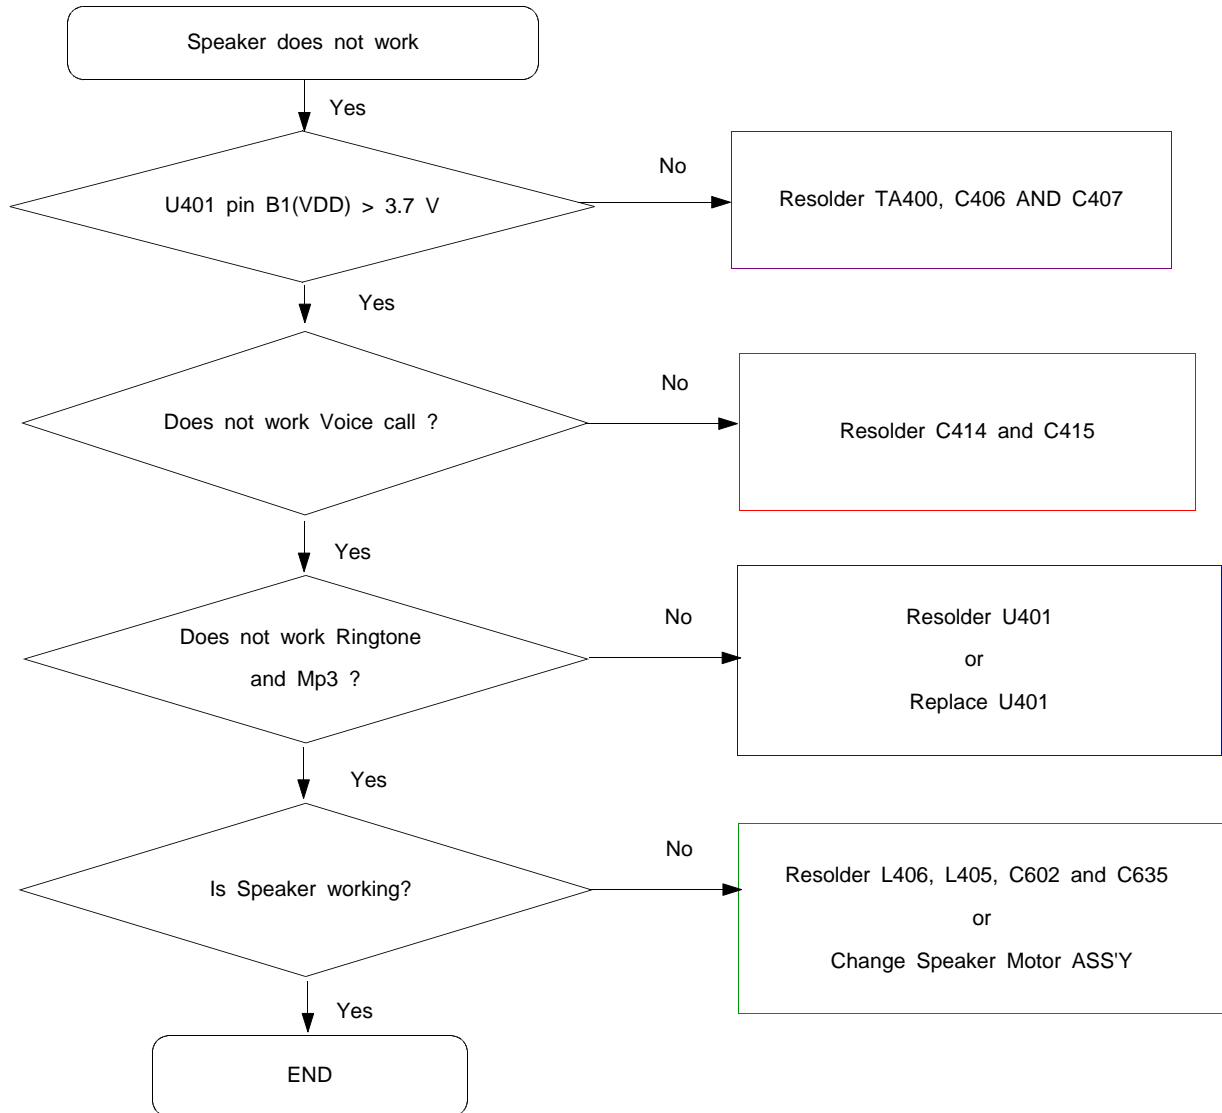 Speaker does not work
Yes
U401 pin B1(VDD) > 3.7 V
No
Resolder TA400, C406 AND C407
Yes
Does not work Voice call ?
No
Resolder C414 and C415
Yes
Does not work Ringtone
and Mp3 ?
No
Resolder U401
or
Replace U401
Yes
Is Speaker working?
No
Resolder L406, L405, C602 and C635
or
Change Speaker Motor ASS'Y
Yes
END